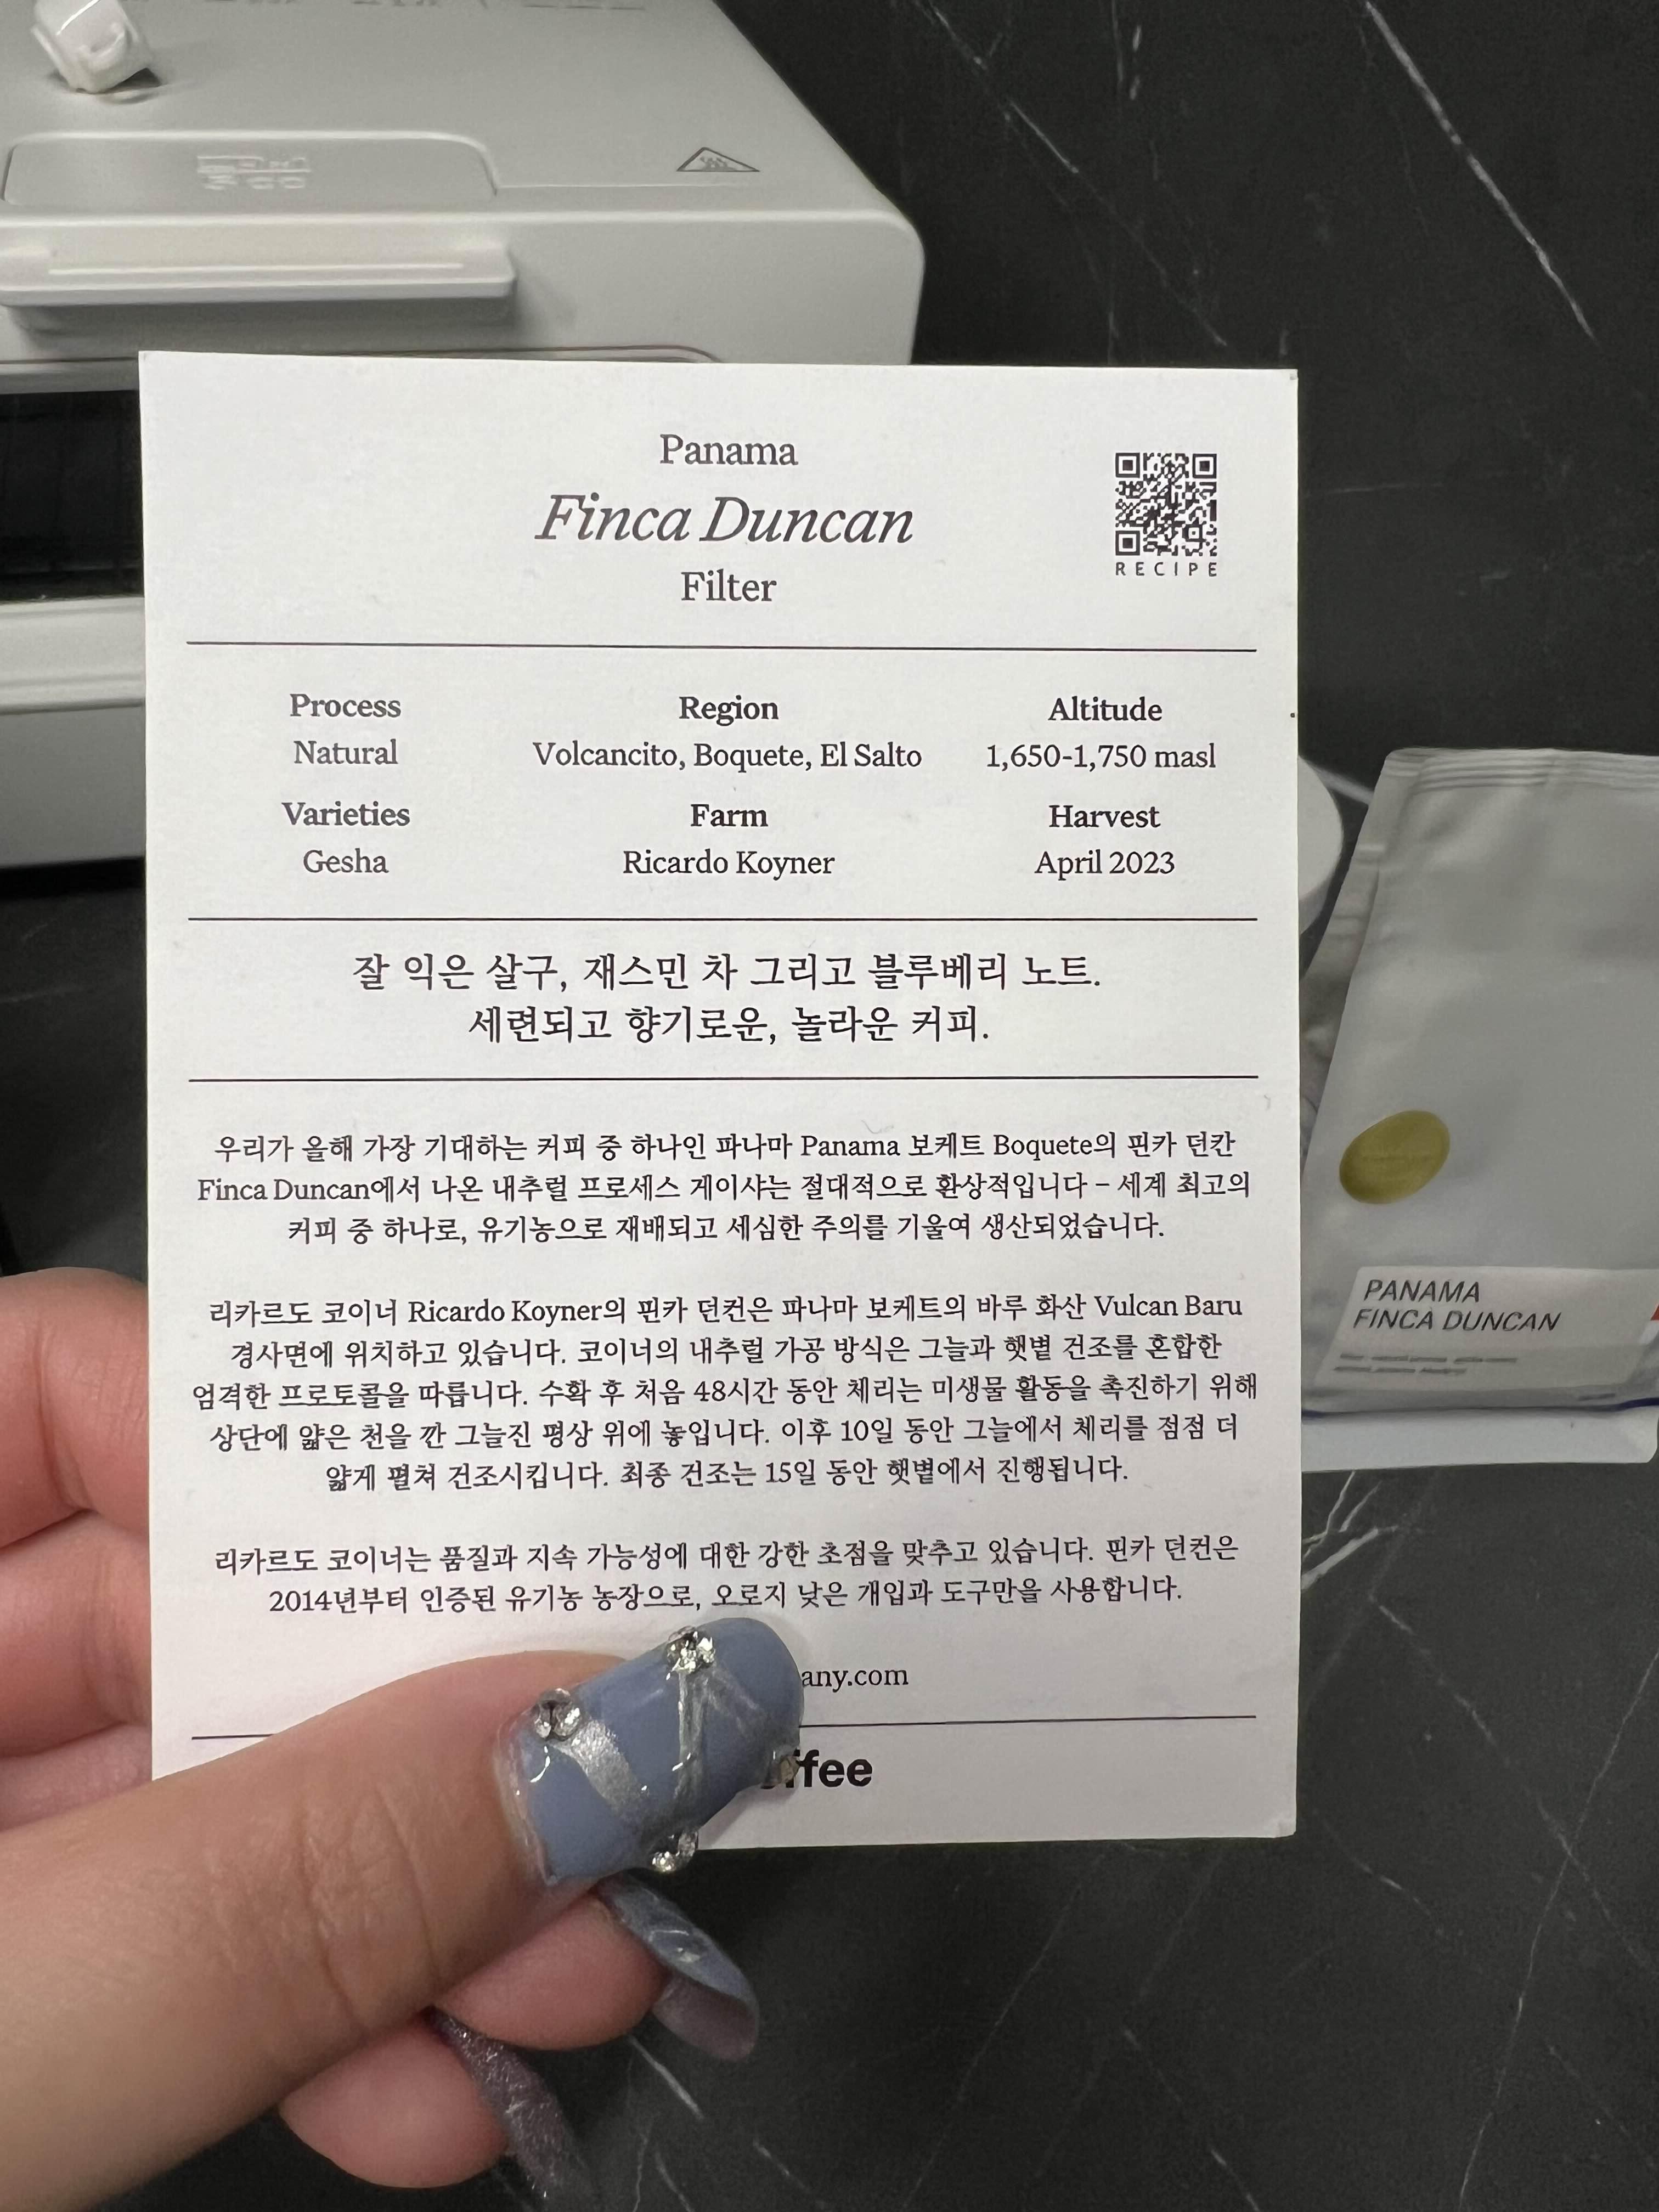 Panama
Finca Duncan
Filter
RECIPE
Process
Region
Altitude
Natural
Volcancito, Boquete, El Salto
1,650-1,750 masl
Varieties
Farm
Harvest
Gesha
Ricardo Koyner
April 2023
잘 익은 살구, 재스민 차 그리고 블루베리 노트.
세련되고 향기로운, 놀라운 커피.
우리가 올해 가장 기대하는 커피 중 하나인 파나마 Panama 보케트 Boquete의 핀카 던칸
Finca Duncan에서 나온 내추럴 프로세스 게이샤는 절대적으로 환상적입니다 – 세계 최고의
커피 중 하나로, 유기농으로 재배되고 세심한 주의를 기울여 생산되었습니다.
리카르도 코이너 Ricardo Koyner의 핀카 던컨은 파나마 보케트의 바루 화산 Vulcan Baru
경사면에 위치하고 있습니다. 코이너의 내추럴 가공 방식은 그늘과 햇볕 건조를 혼합한
엄격한 프로토콜을 따릅니다. 수확 후 처음 48시간 동안 체리는 미생물 활동을 촉진하기 위해
상단에 얇은 천을 깐 그늘진 평상 위에 놓입니다. 이후 10일 동안 그늘에서 체리를 점점 더
얇게 펼쳐 건조시킵니다. 최종 건조는 15일 동안 햇볕에서 진행됩니다.
리카르도 코이너는 품질과 지속 가능성에 대한 강한 초점을 맞추고 있습니다. 핀카 던컨은
2014년부터 인증된 유기농 농장으로, 오로지 낮은 개입과 도구만을 사용합니다.
any.com
ffee
PANAMA
FINCA DUNCAN